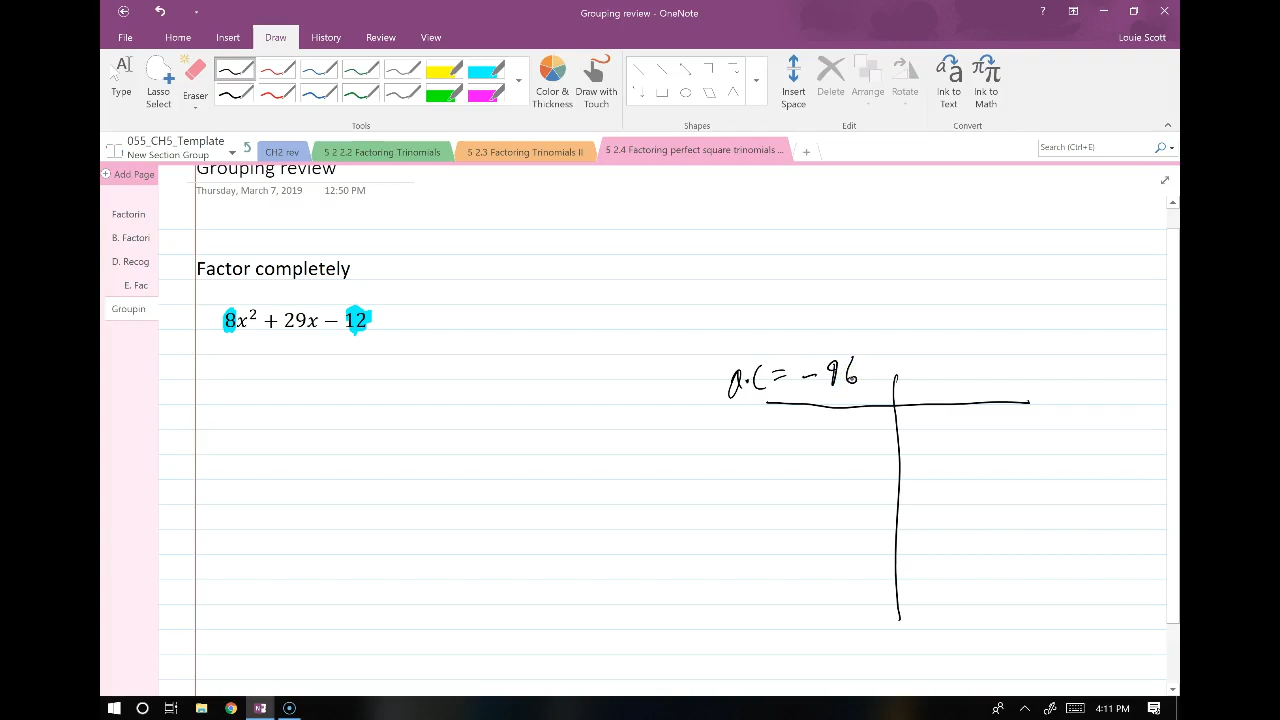 Grouping review - OneNote
?
File Home Insert Draw History Review View
Louie Scott
Type
Lasso Select
Eraser
Color & Thickness
Draw with Touch
Insert Space
Delete
Arrange
Rotate
Ink to Text
Ink to Math
Tools
Shapes
Edit
Convert
055_CH5_Template
New Section Group
CH2 rev
5 2 2.2 Factoring Trinomials
5 2.3 Factoring Trinomials II
5 2.4 Factoring perfect square trinomials ...
Search (Ctrl+E)
Add Page
Grouping review
Thursday, March 7, 2019 12:50 PM
Factorin
B. Factori
D. Recog
E. Fac
Groupin
Factor completely
8x² + 29x − 12
a·c = -96
4:11 PM